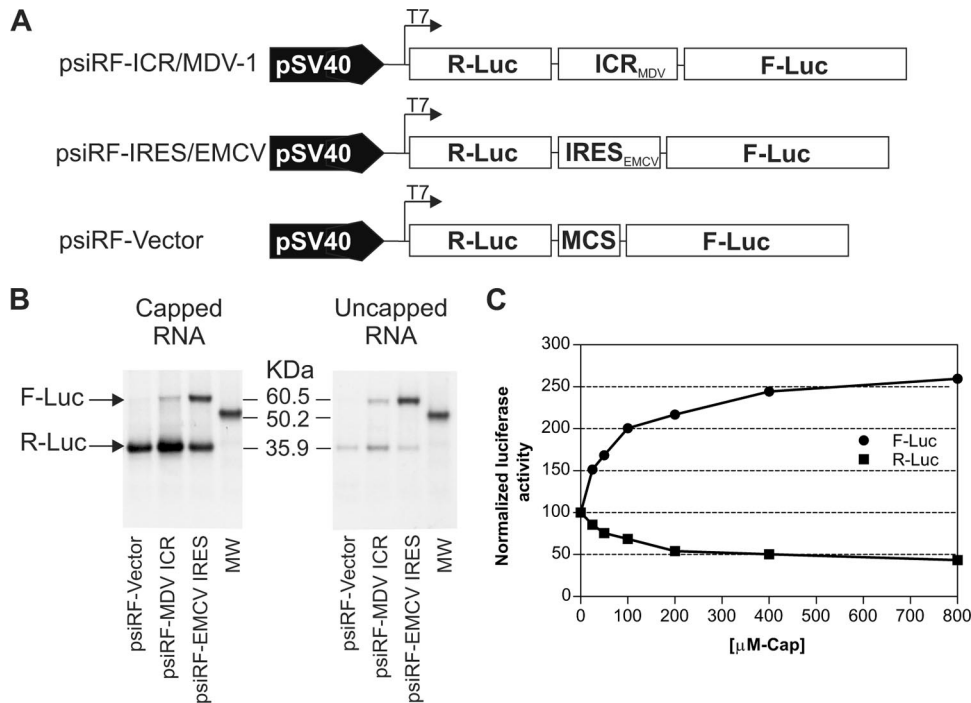 A
psiRF-ICR/MDV-1
pSV40
T7
R-Luc
ICR MDV
F-Luc
psiRF-IRES/EMCV
pSV40
T7
R-Luc
IRES EMCV
F-Luc
psiRF-Vector
pSV40
T7
R-Luc
MCS
F-Luc
B
Capped
RNA
Uncapped
RNA
KDa
F-Luc
60.5
50.2
R-Luc
35.9
psiRF-Vector
psiRF-MDV ICR
psiRF-EMCV IRES
MW
psiRF-Vector
psiRF-MDV ICR
psiRF-EMCV IRES
MW
C
Normalized luciferase
activity
300
250
200
150
100
50
0
F-Luc
R-Luc
0 100 200 300 400 500 600 700 800
[µM-Cap]